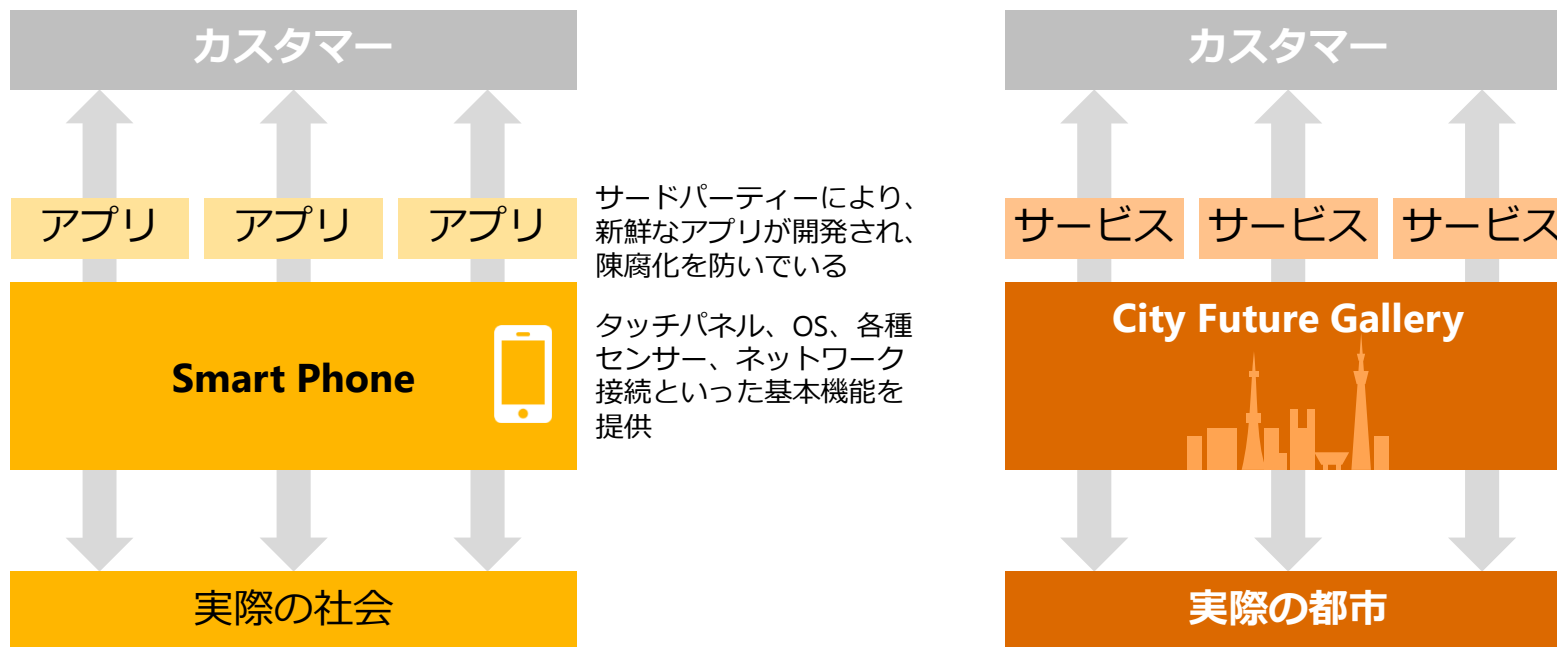 カスタマー
アプリ アプリ アプリ
Smart Phone
実際の社会
サードパーティーにより、
新鮮なアプリが開発され、
陳腐化を防いでいる
タッチパネル、OS、各種
センサー、ネットワーク
接続といった基本機能を
提供
カスタマー
サービス サービス サービス
City Future Gallery
実際の都市